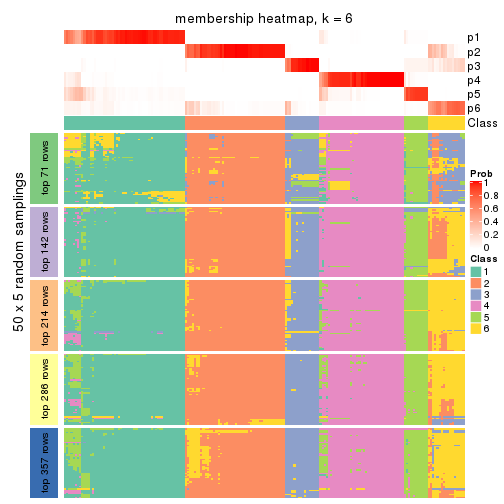 membership heatmap, k = 6
p1
p2
p3
p4
p5
p6
Class
50 x 5 random samplings
top 71 rows
top 142 rows
top 214 rows
top 286 rows
top 357 rows
Prob
1
0.8
0.6
0.4
0.2
0
Class
1
2
3
4
5
6